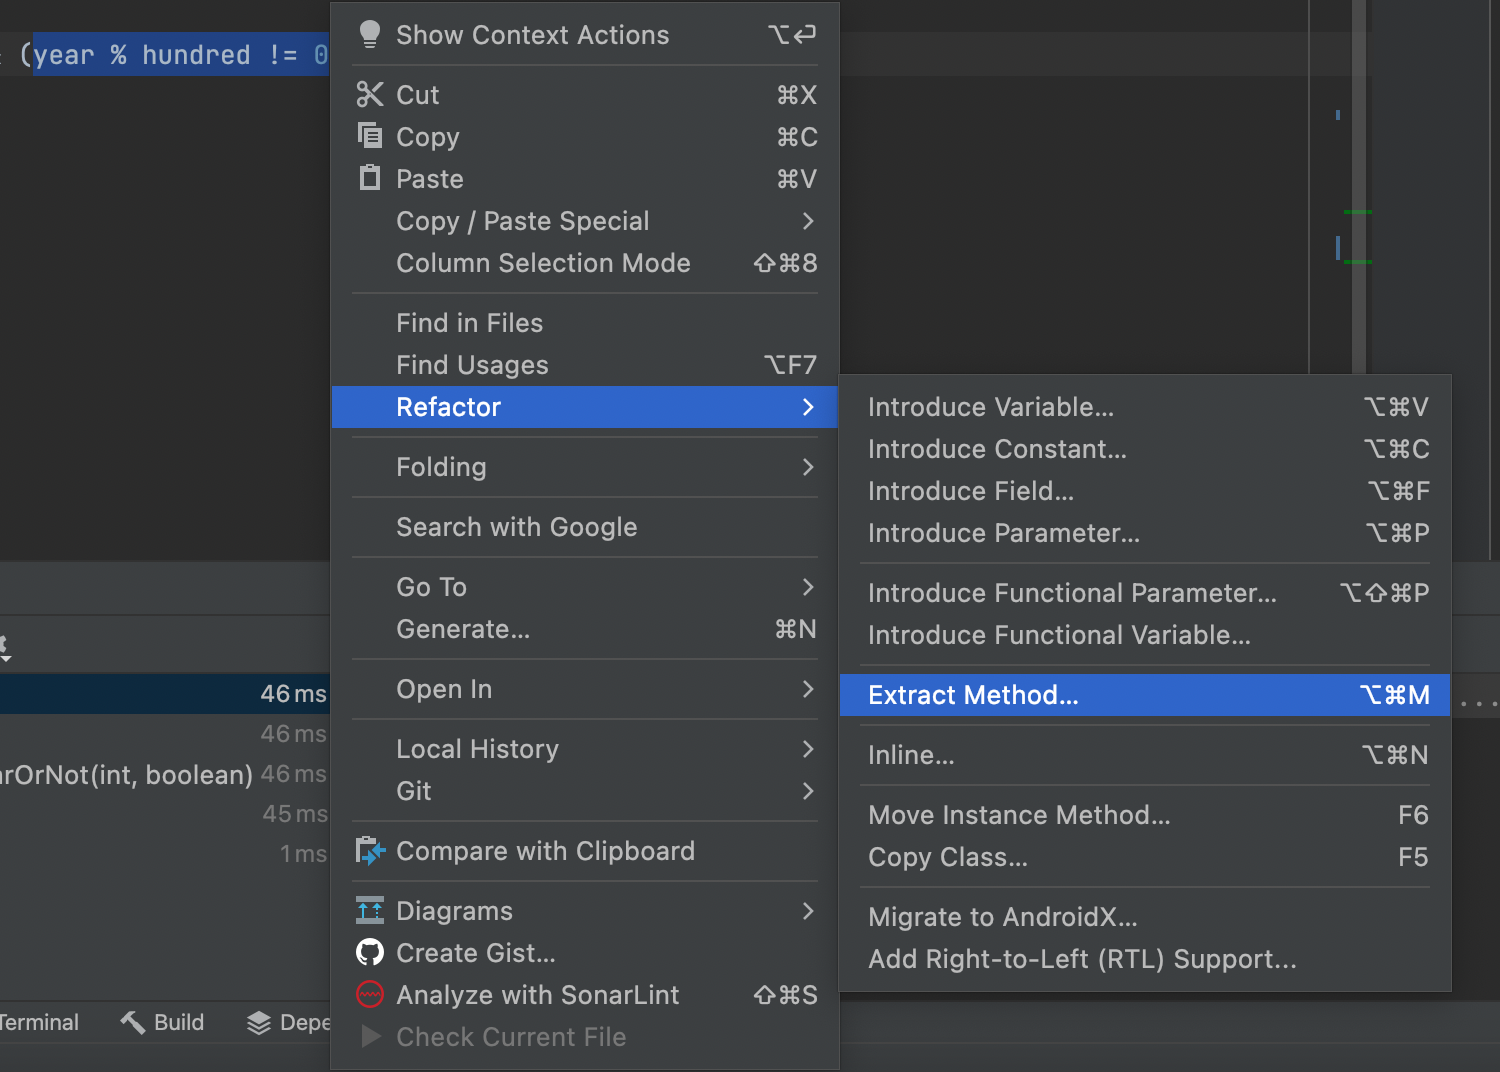 (year % hundred != 0
Show Context Actions ⌥⏎
Cut ⌘X
Copy ⌘C
Paste ⌘V
Copy / Paste Special
Column Selection Mode ⇧⌘8
Find in Files
Find Usages ⌥F7
Refactor
Folding
Search with Google
Go To
Generate... ⌘N
Open In
Local History
Git
Compare with Clipboard
Diagrams
Create Gist...
Analyze with SonarLint ⇧⌘S
Check Current File
Introduce Variable... ⌥⌘V
Introduce Constant... ⌥⌘C
Introduce Field... ⌥⌘F
Introduce Parameter... ⌥⌘P
Introduce Functional Parameter... ⌥⇧⌘P
Introduce Functional Variable...
Extract Method... ⌥⌘M
Inline... ⌥⌘N
Move Instance Method... F6
Copy Class... F5
Migrate to AndroidX...
Add Right-to-Left (RTL) Support...
46 ms
46 ms
arOrNot(int, boolean) 46 ms
45 ms
1 ms
...
Terminal Build Depe